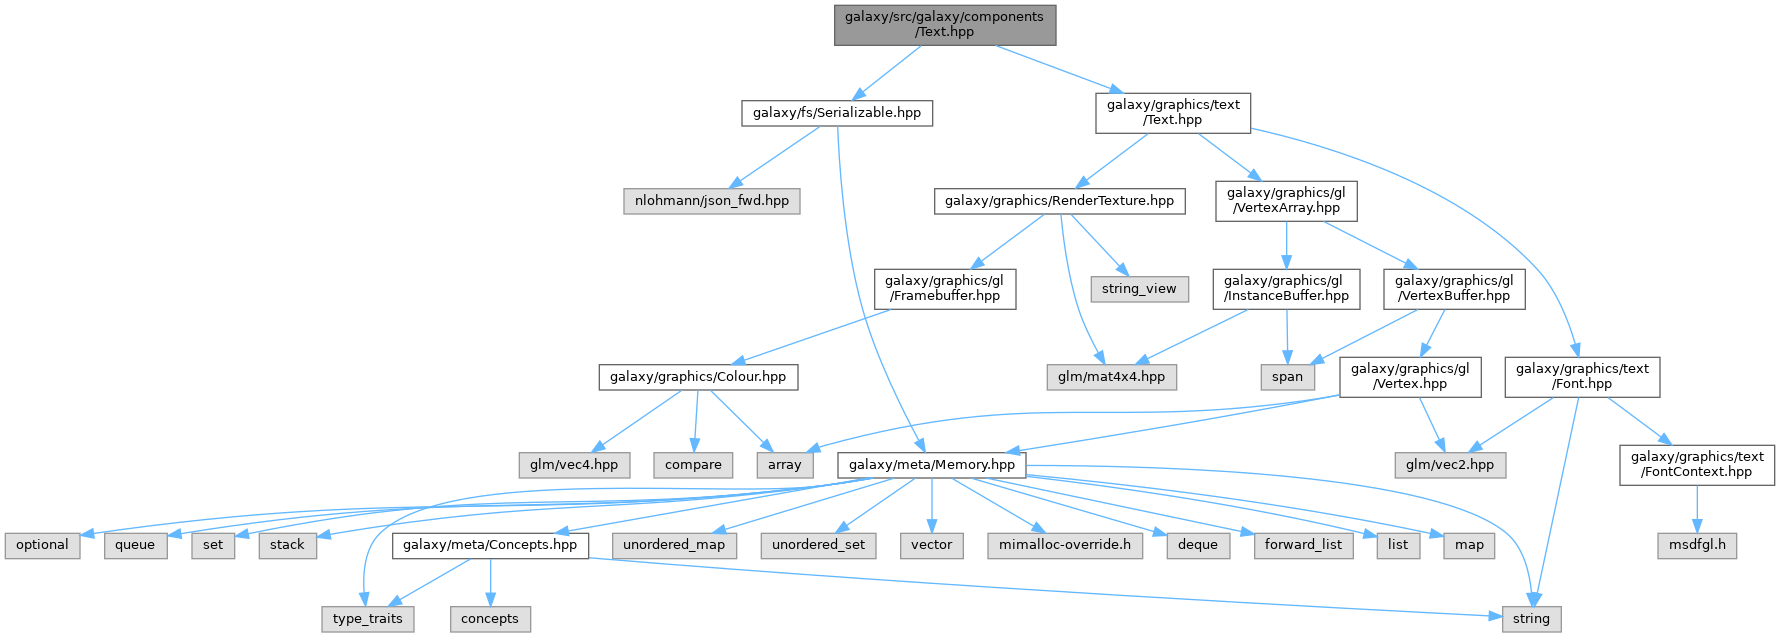 galaxy/src/galaxy/components
/Text.hpp
galaxy/fs/Serializable.hpp
galaxy/graphics/text
/Text.hpp
nlohmann/json_fwd.hpp
galaxy/graphics/RenderTexture.hpp
galaxy/graphics/gl
/VertexArray.hpp
galaxy/graphics/gl
/Framebuffer.hpp
string_view
galaxy/graphics/gl
/InstanceBuffer.hpp
galaxy/graphics/gl
/VertexBuffer.hpp
galaxy/graphics/Colour.hpp
glm/mat4x4.hpp
span
galaxy/graphics/gl
/Vertex.hpp
galaxy/graphics/text
/Font.hpp
glm/vec4.hpp
compare
array
galaxy/meta/Memory.hpp
glm/vec2.hpp
galaxy/graphics/text
/FontContext.hpp
optional
queue
set
stack
galaxy/meta/Concepts.hpp
unordered_map
unordered_set
vector
mimalloc-override.h
deque
forward_list
list
map
msdfgl.h
type_traits
concepts
string